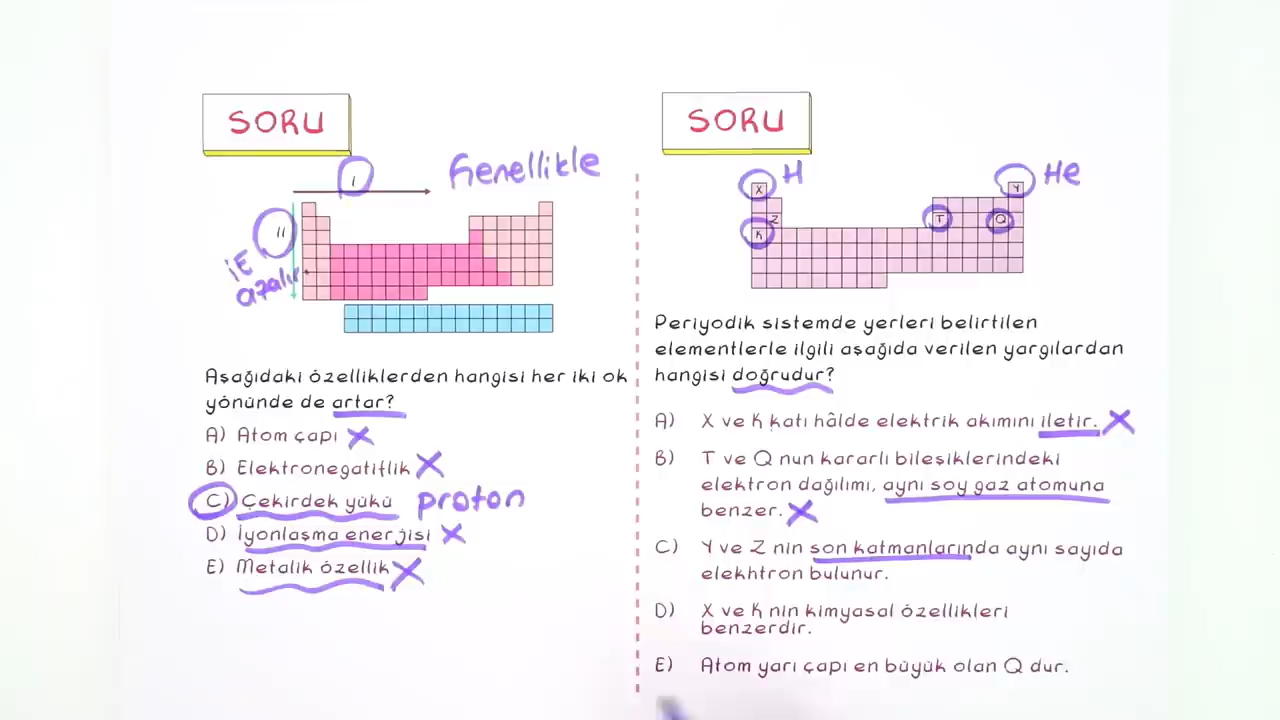 SORU
I
Genellikle
II
İE
azalır
Aşağıdaki özelliklerden hangisi her iki ok
yönünde de artar?
A) Atom çapı
B) Elektronegatiflik
C) Çekirdek yükü proton
D) İyonlaşma enerjisi
E) Metalik özellik
SORU
X H
Y He
Z
T
Q
K
Periyodik sistemde yerleri belirtilen
elementlerle ilgili aşağıda verilen yargılardan
hangisi doğrudur?
A) X ve K katı hâlde elektrik akımını iletir.
B) T ve Q nun kararlı bileşiklerindeki
elektron dağılımı, aynı soy gaz atomuna
benzer.
C) Y ve Z nin son katmanlarında aynı sayıda
elekhtron bulunur.
D) X ve K nin kimyasal özellikleri
benzerdir.
E) Atom yarı çapı en büyük olan Q dur.